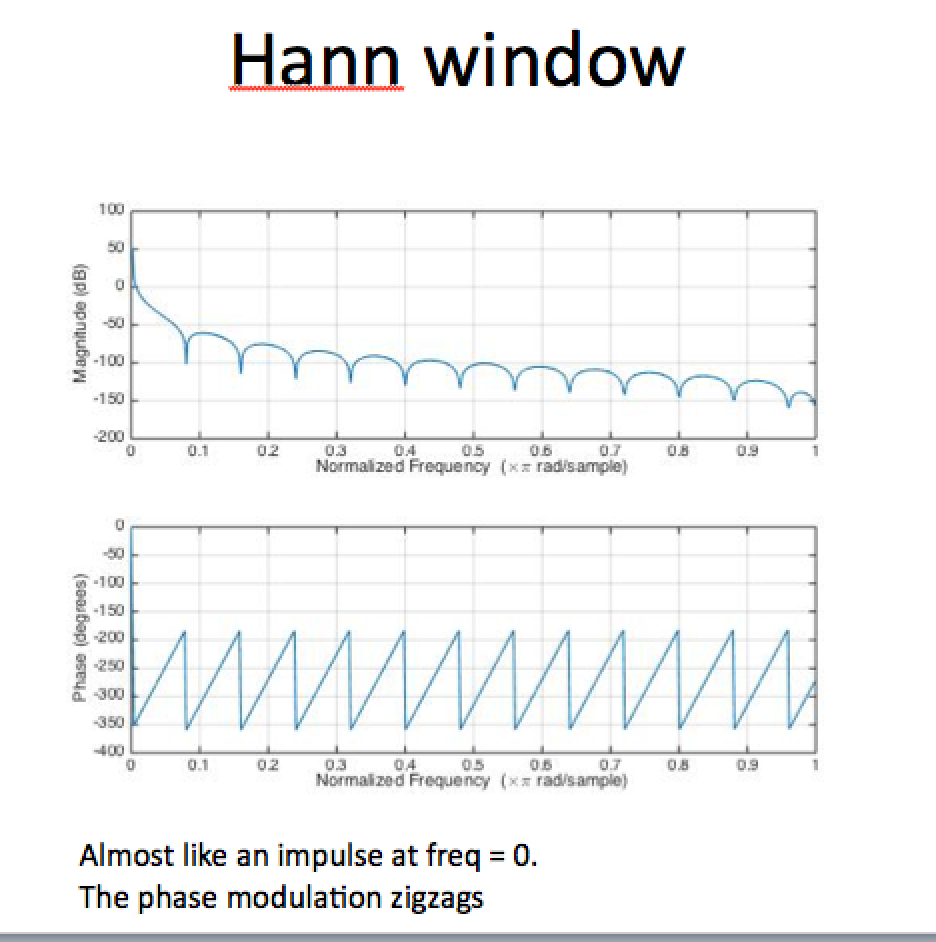 Hann window
100
50
0
-50
-100
-150
-200
Magnitude (dB)
0 0.1 0.2 0.3 0.4 0.5 0.6 0.7 0.8 0.9 1
Normalized Frequency (×π rad/sample)
0
-50
-100
-150
-200
-250
-300
-350
-400
Phase (degrees)
0 0.1 0.2 0.3 0.4 0.5 0.6 0.7 0.8 0.9 1
Normalized Frequency (×π rad/sample)
Almost like an impulse at freq = 0.
The phase modulation zigzags